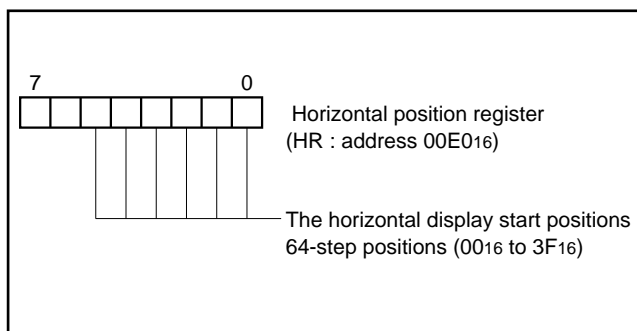 7 0
Horizontal position register
(HR : address 00E016)
The horizontal display start positions
64-step positions (0016 to 3F16)